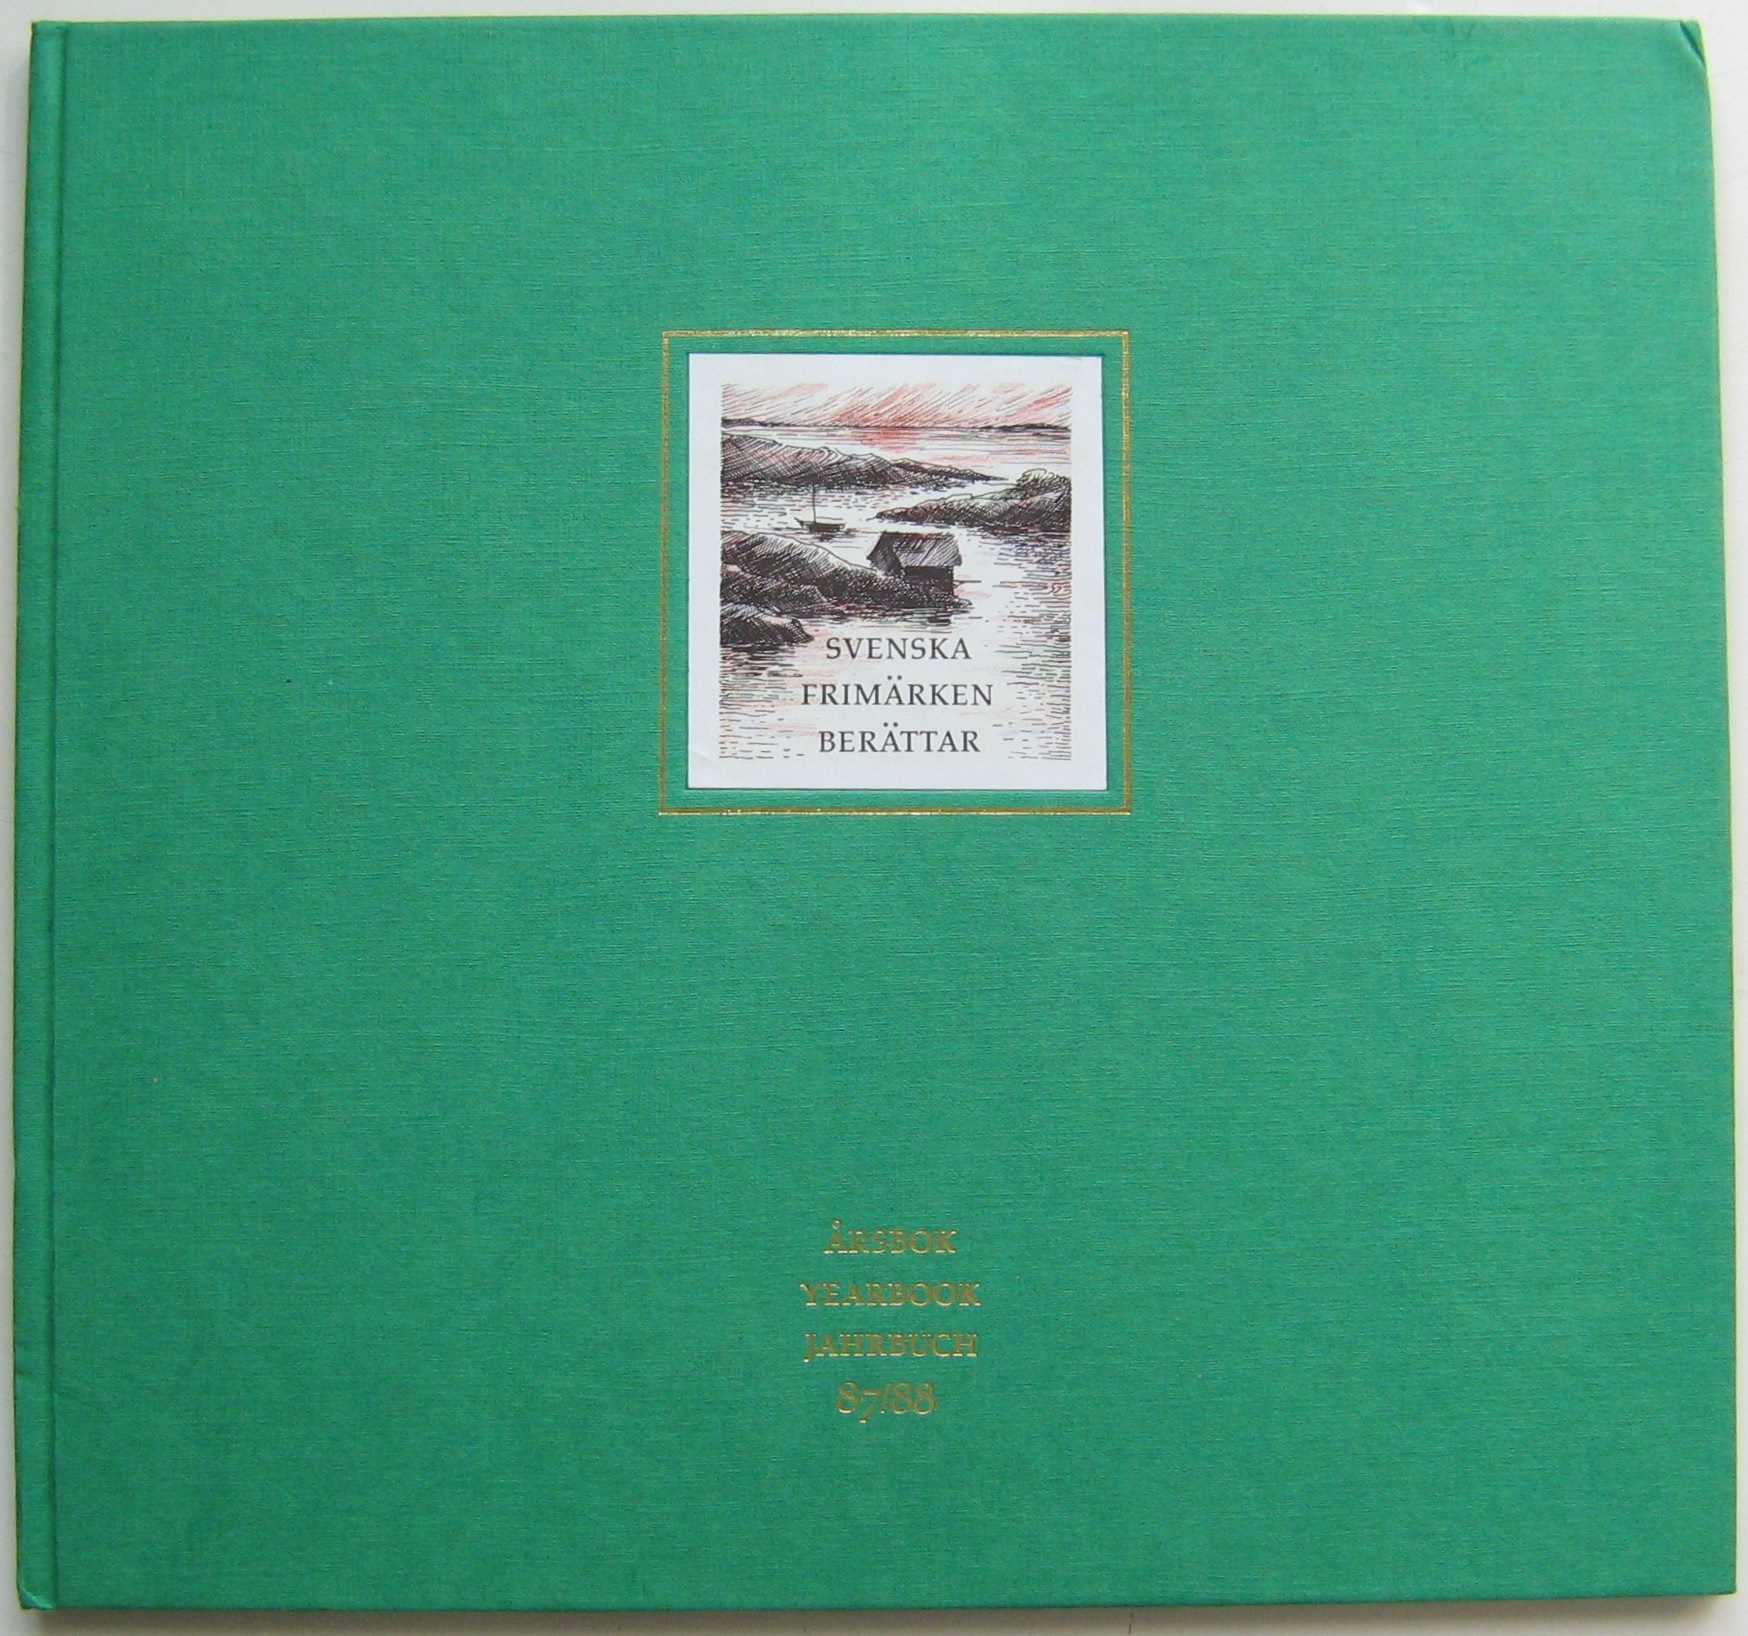 SVENSKA
FRIMÄRKEN
BERÄTTAR
ÅRSBOK
YEARBOOK
JAHRBUCH
87/88